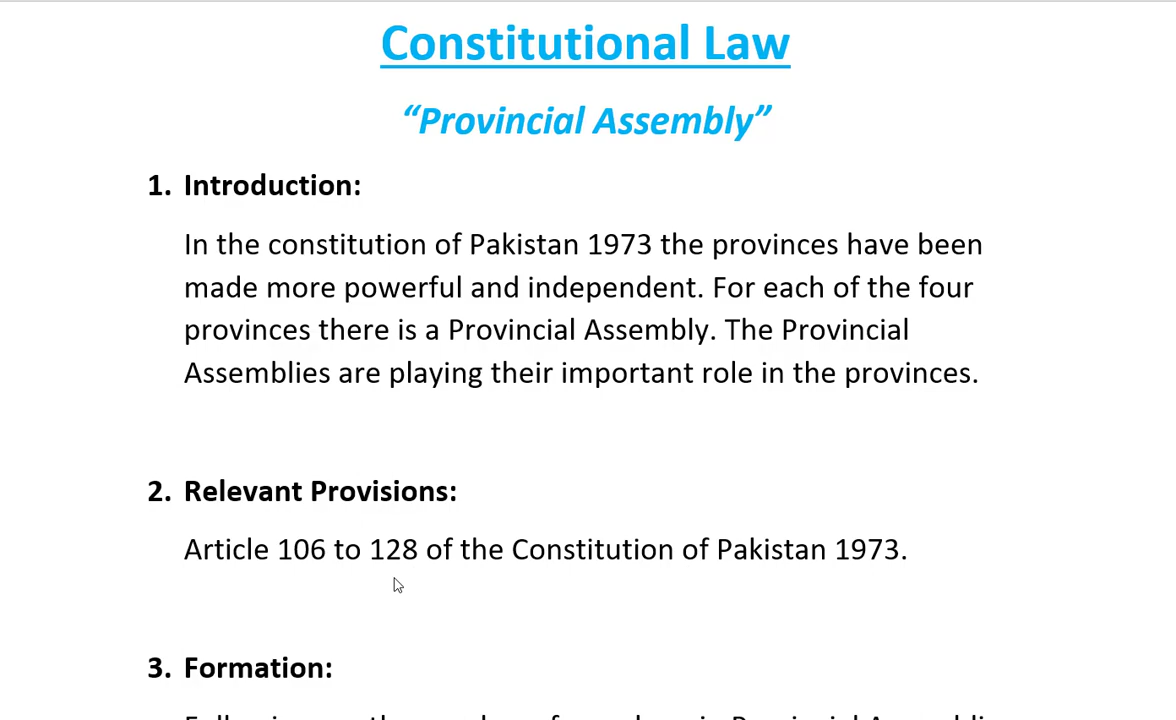 Constitutional Law
“Provincial Assembly”
1. Introduction:
In the constitution of Pakistan 1973 the provinces have been
made more powerful and independent. For each of the four
provinces there is a Provincial Assembly. The Provincial
Assemblies are playing their important role in the provinces.
2. Relevant Provisions:
Article 106 to 128 of the Constitution of Pakistan 1973.
3. Formation: